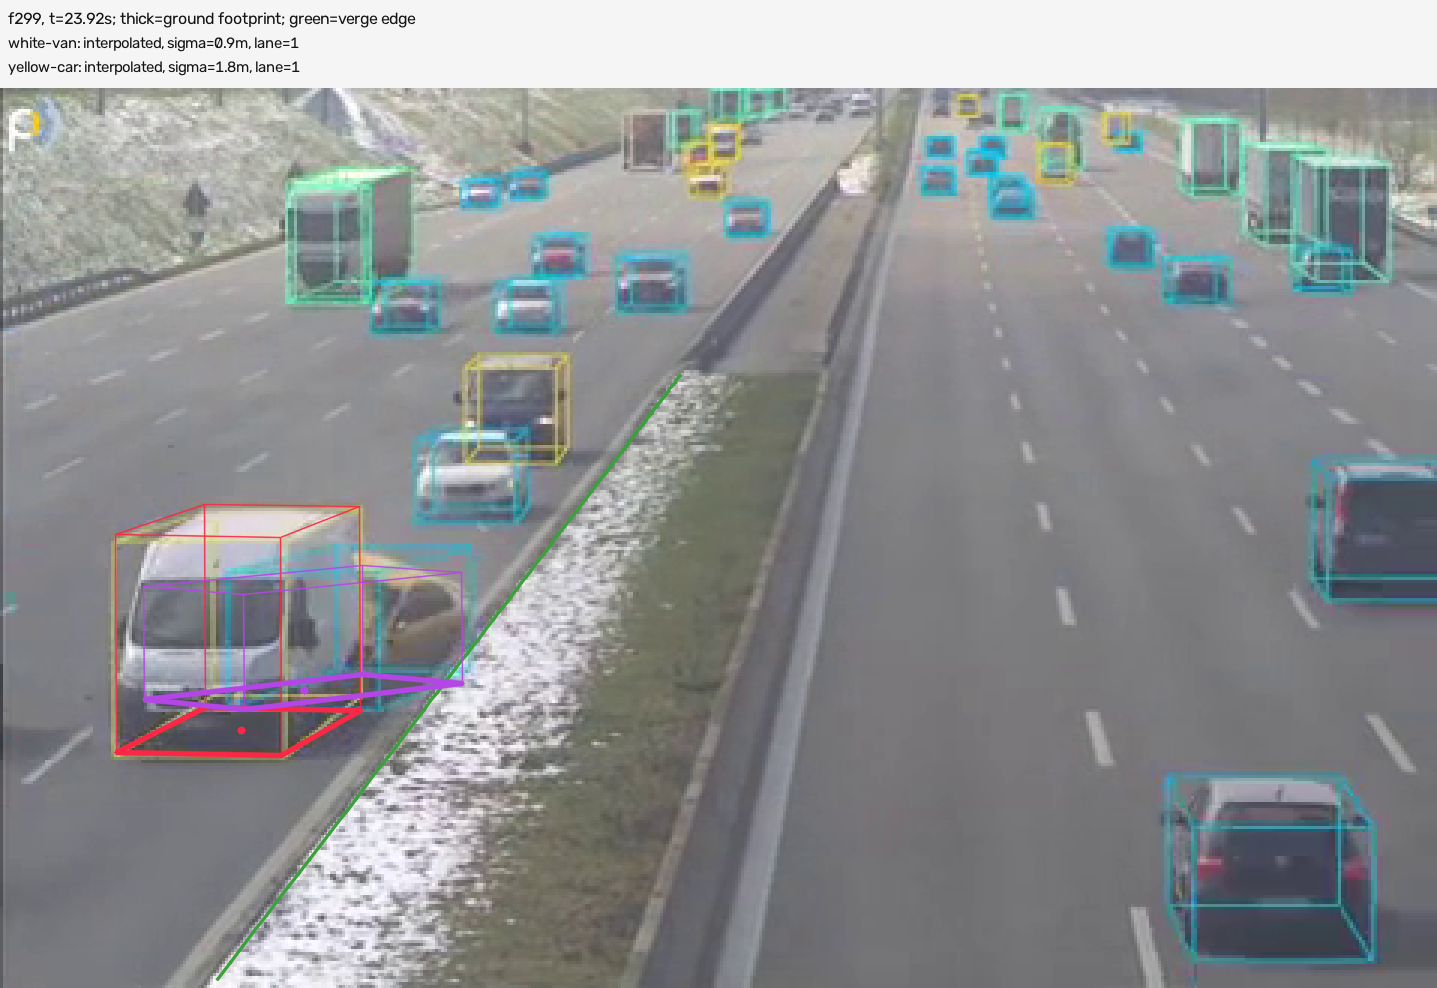 f299, t=23.92s; thick=ground footprint; green=verge edge
white-van: interpolated, sigma=0.9m, lane=1
yellow-car: interpolated, sigma=1.8m, lane=1